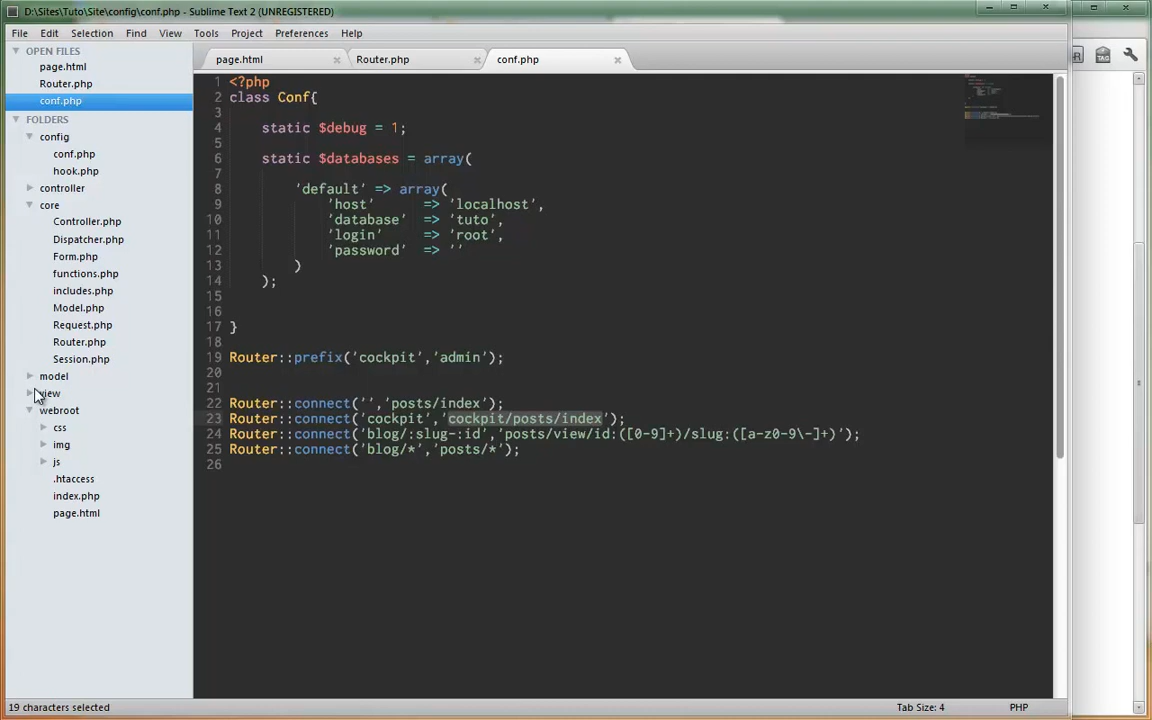 D:\Sites\Tuto\Site\config\conf.php - Sublime Text 2 (UNREGISTERED)
File Edit Selection Find View Tools Project Preferences Help
OPEN FILES
page.html
Router.php
conf.php
FOLDERS
config
conf.php
hook.php
controller
core
Controller.php
Dispatcher.php
Form.php
functions.php
includes.php
Model.php
Request.php
Router.php
Session.php
model
view
webroot
css
img
js
.htaccess
index.php
page.html
page.html Router.php conf.php
1 <?php
2 class Conf{
3
4 static $debug = 1;
5
6 static $databases = array(
7
8 'default' => array(
9 'host' => 'localhost',
10 'database' => 'tuto',
11 'login' => 'root',
12 'password' => ''
13 )
14 );
15
16
17 }
18
19 Router::prefix('cockpit','admin');
20
21
22 Router::connect('','posts/index');
23 Router::connect('cockpit','cockpit/posts/index');
24 Router::connect('blog/:slug-:id','posts/view/id:([0-9]+)/slug:([a-z0-9\-]+)');
25 Router::connect('blog/*','posts/*');
26
19 characters selected Tab Size: 4 PHP